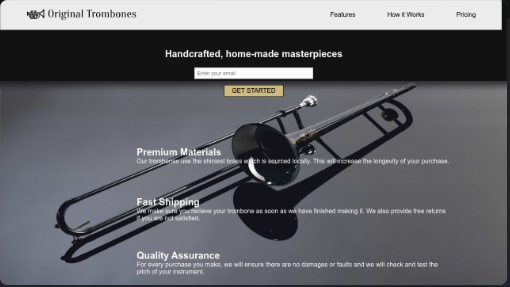 Original Trombones
Features
How it Works
Pricing
Handcrafted, home-made masterpieces
Enter your email
GET STARTED
Premium Materials
Our trombones use the shiniest brass which is sourced locally. This will increase the longevity of your purchase.
Fast Shipping
We make sure you recieve your trombone as soon as we have finished making it. We also provide free returns
if you are not satisfied.
Quality Assurance
For every purchase you make, we will ensure there are no damages or faults and we will check and test the
pitch of your instrument.